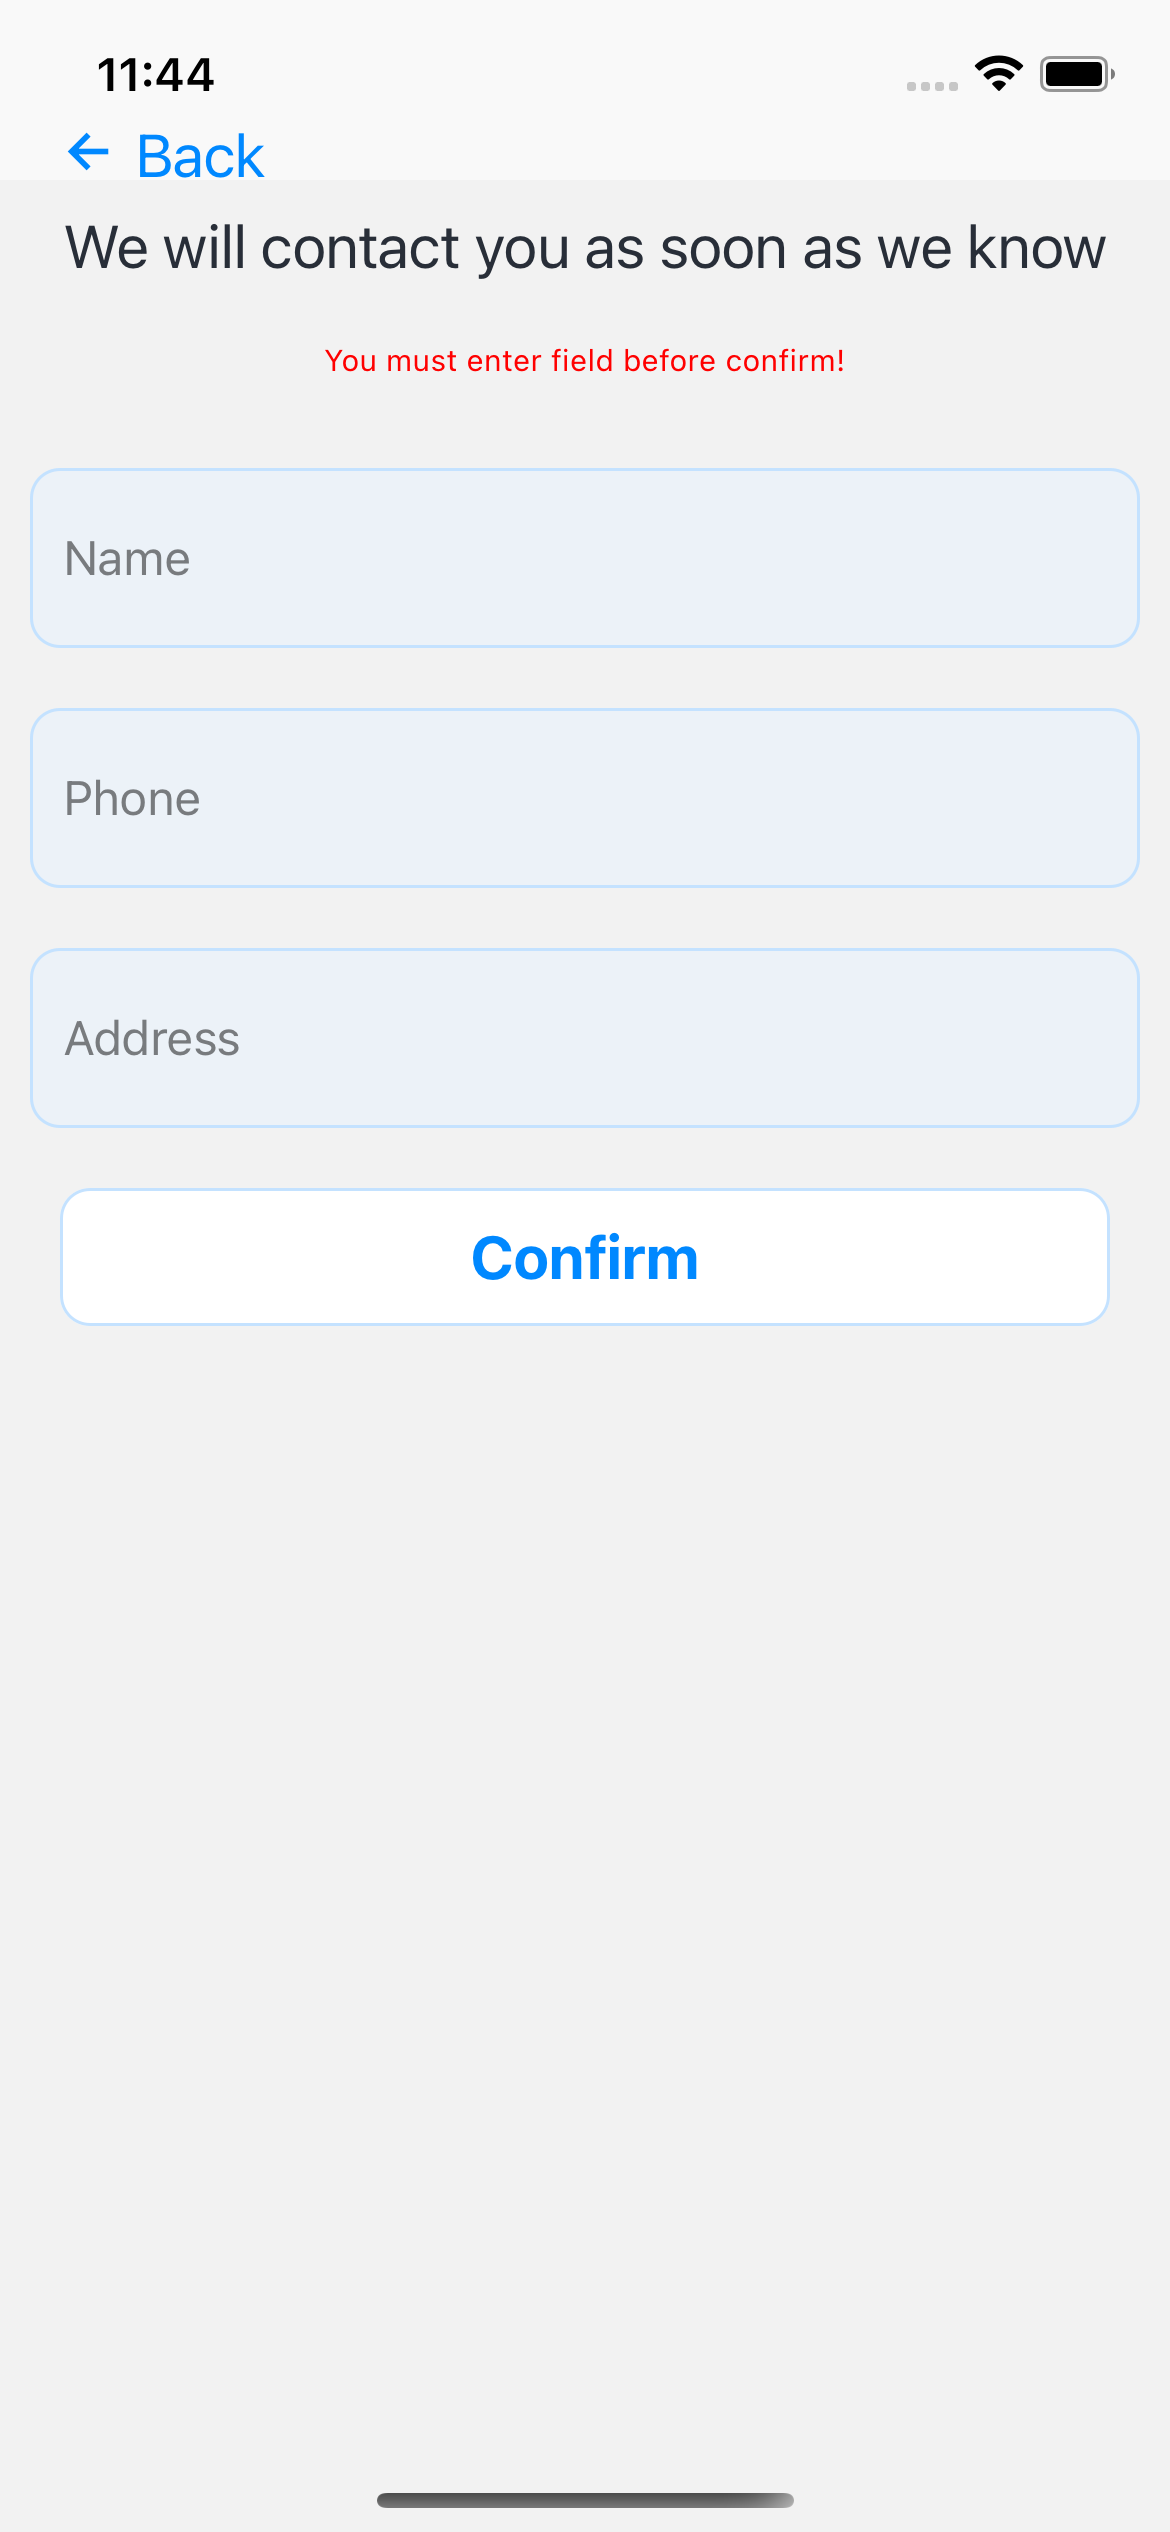 11:44
Back
We will contact you as soon as we know
You must enter field before confirm!
Name
Phone
Address
Confirm